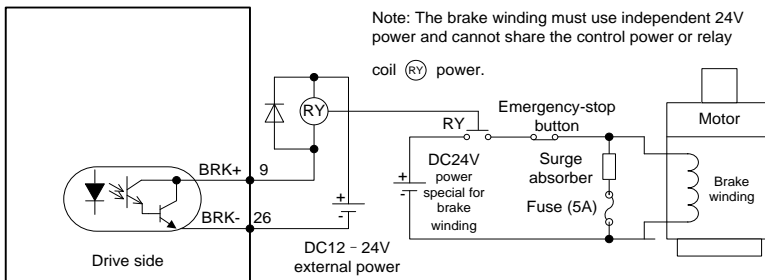 Note: The brake winding must use independent 24V
power and cannot share the control power or relay
coil RY power.
RY
RY
Emergency-stop
button
Motor
BRK+
9
BRK-
26
+
-
DC12 - 24V
external power
Drive side
+
-
DC24V
power
special for
brake
winding
Surge
absorber
Fuse (5A)
Brake
winding